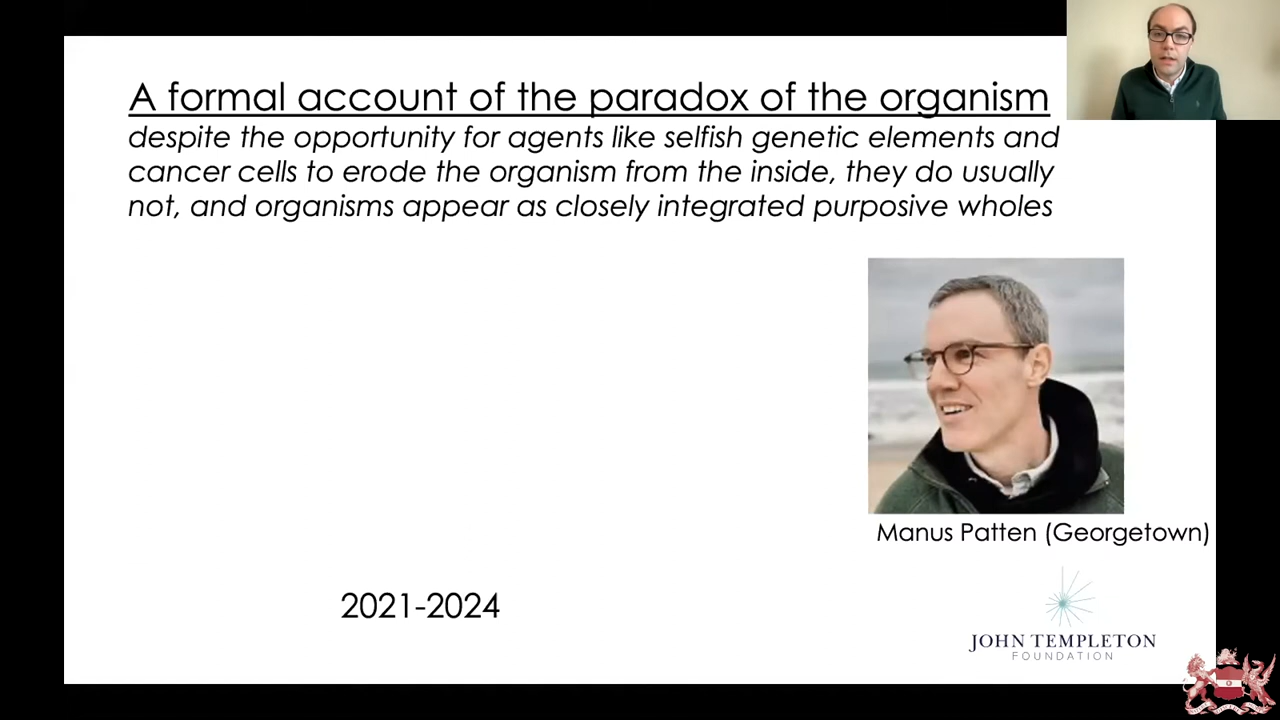 A formal account of the paradox of the organism
despite the opportunity for agents like selfish genetic elements and
cancer cells to erode the organism from the inside, they do usually
not, and organisms appear as closely integrated purposive wholes
Manus Patten (Georgetown)
2021-2024
JOHN TEMPLETON
FOUNDATION